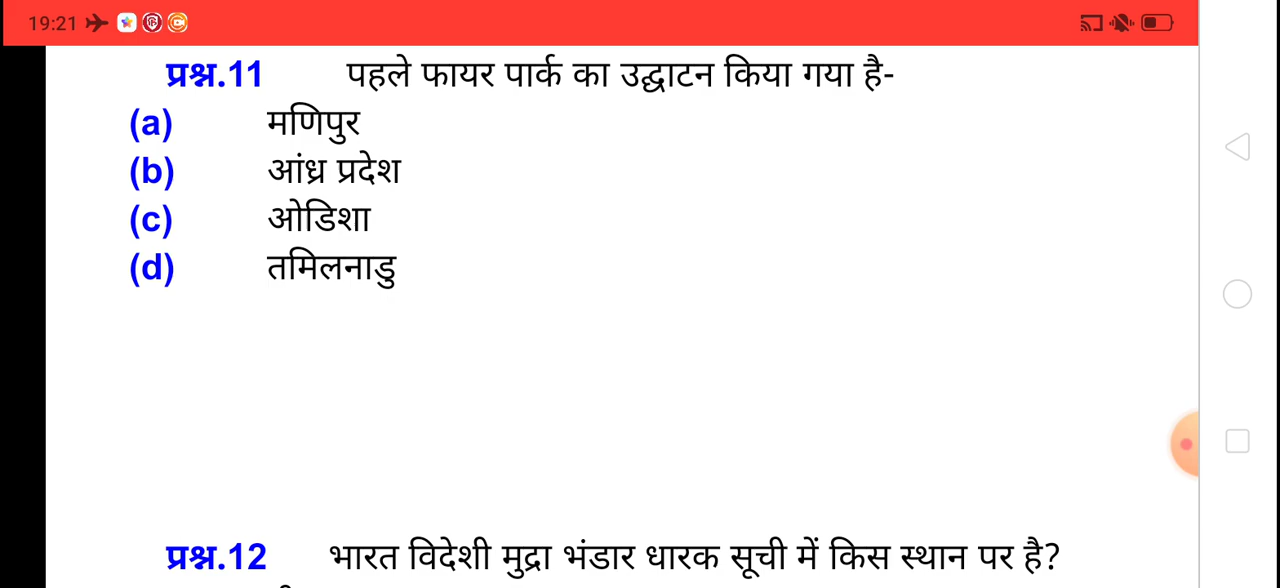 19:21
प्रश्न.11 पहले फायर पार्क का उद्घाटन किया गया है-
(a) मणिपुर
(b) आंध्र प्रदेश
(c) ओडिशा
(d) तमिलनाडु
प्रश्न.12 भारत विदेशी मुद्रा भंडार धारक सूची में किस स्थान पर है?